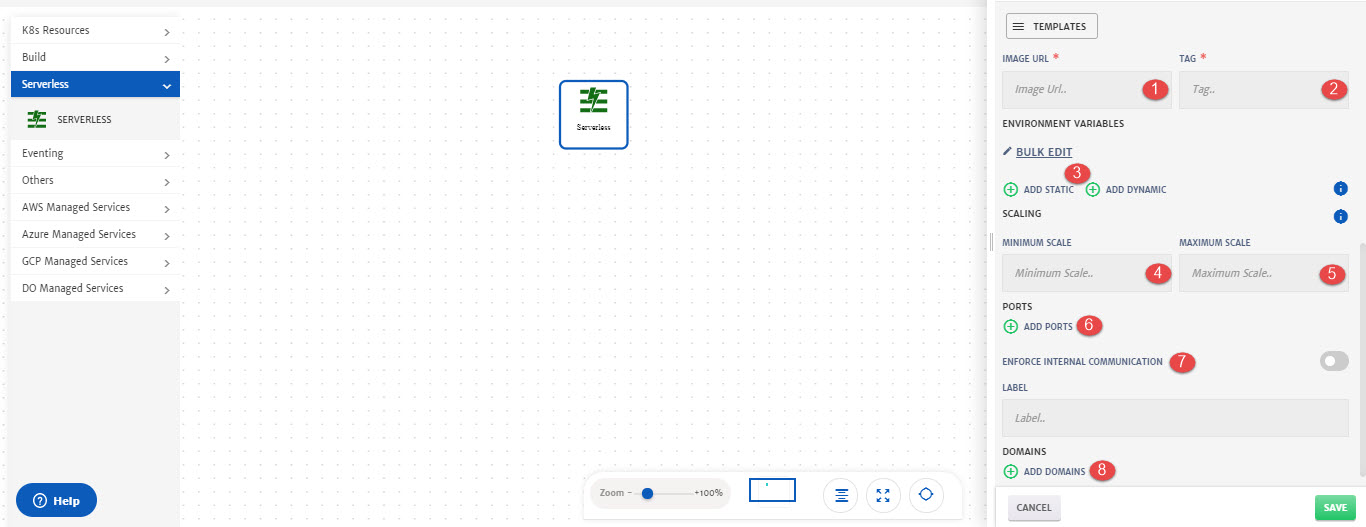 K8s Resources
Build
Serverless
SERVERLESS
Eventing
Others
AWS Managed Services
Azure Managed Services
GCP Managed Services
DO Managed Services
Help
Serverless
Zoom - +100%
TEMPLATES
IMAGE URL * TAG *
Image Url.. 1 Tag.. 2
ENVIRONMENT VARIABLES
BULK EDIT
3
ADD STATIC ADD DYNAMIC i
SCALING i
MINIMUM SCALE MAXIMUM SCALE
Minimum Scale.. 4 Maximum Scale.. 5
PORTS
ADD PORTS 6
ENFORCE INTERNAL COMMUNICATION 7
LABEL
Label..
DOMAINS
ADD DOMAINS 8
CANCEL SAVE